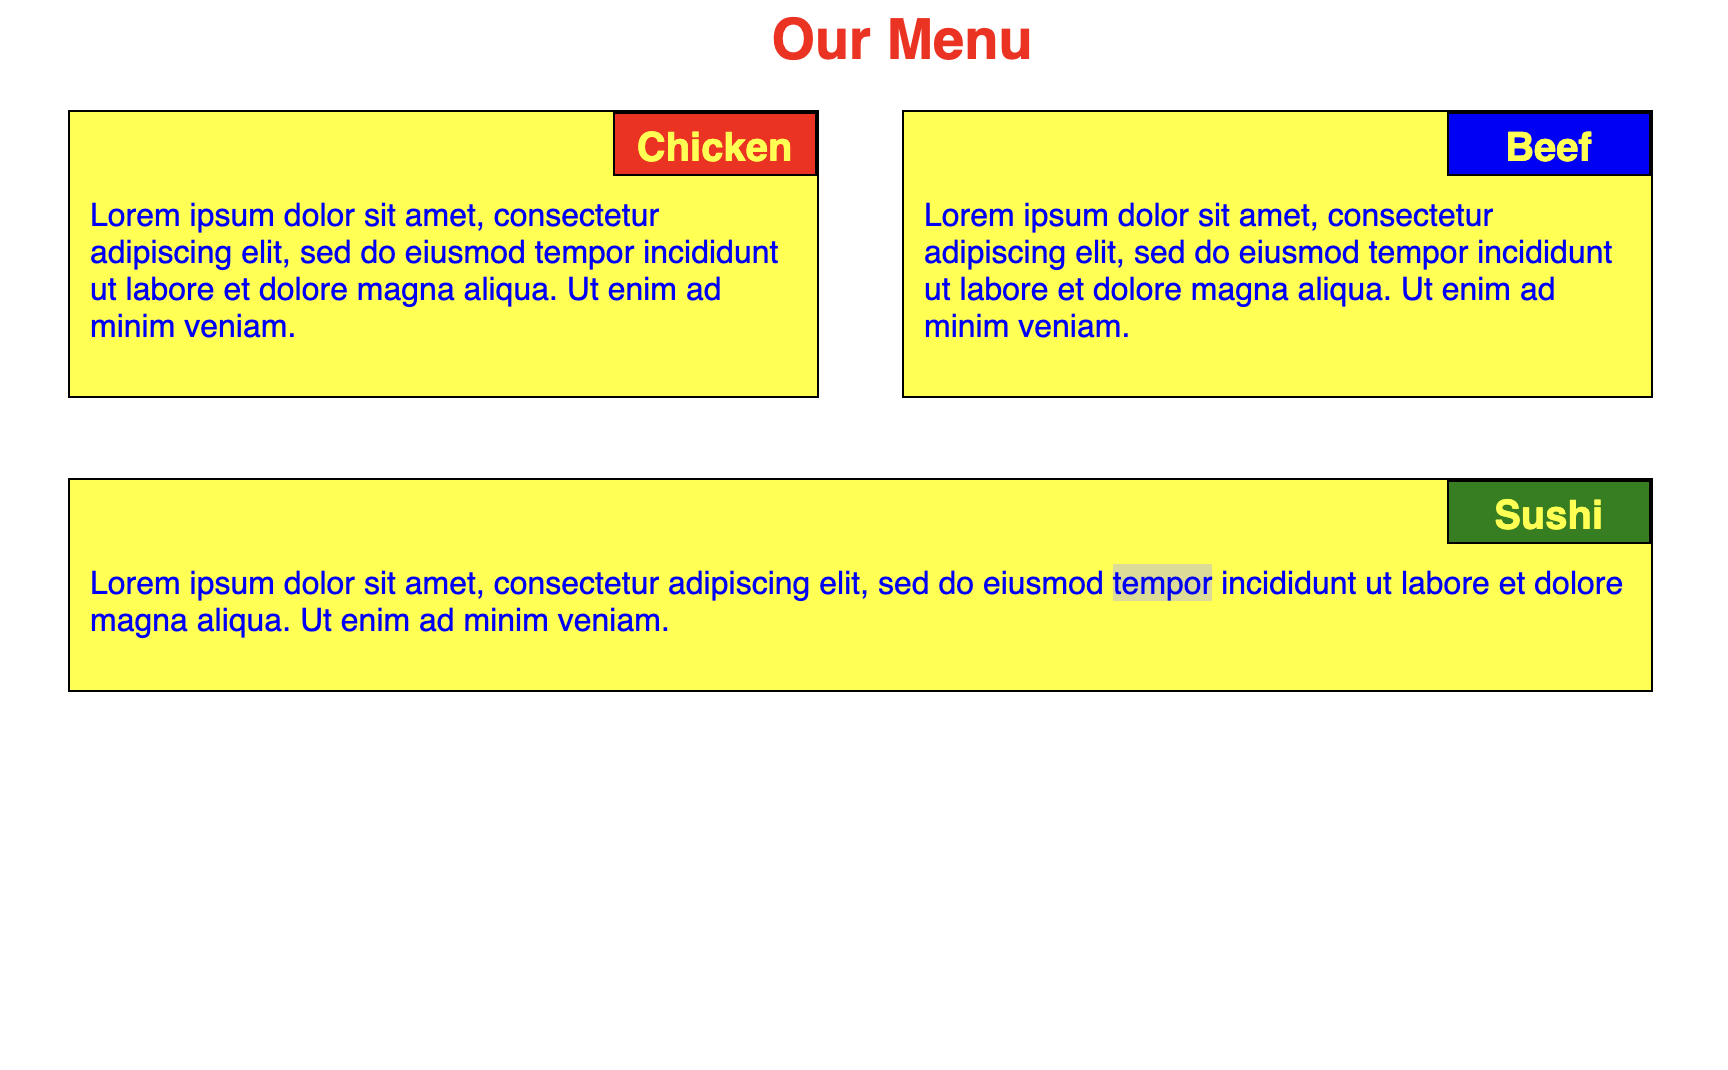 Our Menu
Chicken
Lorem ipsum dolor sit amet, consectetur
adipiscing elit, sed do eiusmod tempor incididunt
ut labore et dolore magna aliqua. Ut enim ad
minim veniam.
Beef
Lorem ipsum dolor sit amet, consectetur
adipiscing elit, sed do eiusmod tempor incididunt
ut labore et dolore magna aliqua. Ut enim ad
minim veniam.
Sushi
Lorem ipsum dolor sit amet, consectetur adipiscing elit, sed do eiusmod tempor incididunt ut labore et dolore
magna aliqua. Ut enim ad minim veniam.